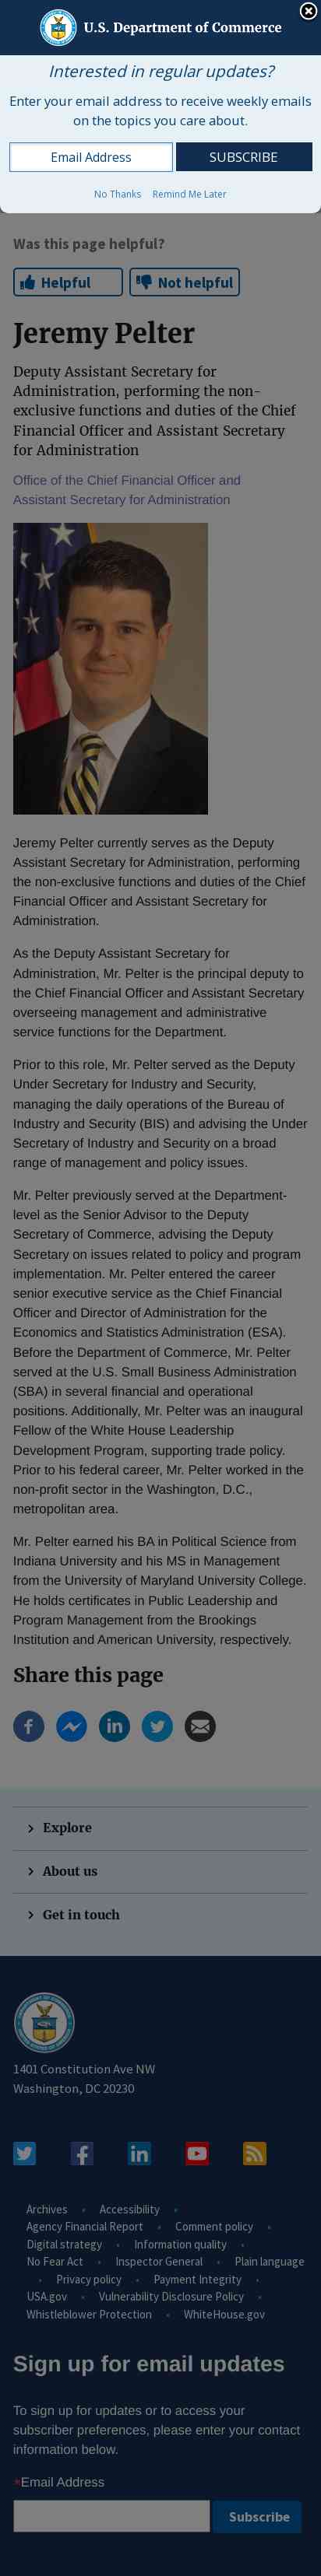 U.S. Department of Commerce
Interested in regular updates?
Enter your email address to receive weekly emails
on the topics you care about.
Email Address
SUBSCRIBE
No Thanks
Remind Me Later
Was this page helpful?
Helpful
Not helpful
Jeremy Pelter
Deputy Assistant Secretary for
Administration, performing the non-
exclusive functions and duties of the Chief
Financial Officer and Assistant Secretary
for Administration
Office of the Chief Financial Officer and
Assistant Secretary for Administration
Jeremy Pelter currently serves as the Deputy
Assistant Secretary for Administration, performing
the non-exclusive functions and duties of the Chief
Financial Officer and Assistant Secretary for
Administration.
As the Deputy Assistant Secretary for
Administration, Mr. Pelter is the principal deputy to
the Chief Financial Officer and Assistant Secretary
overseeing management and administrative
service functions for the Department.
Prior to this role, Mr. Pelter served as the Deputy
Under Secretary for Industry and Security,
managing the daily operations of the Bureau of
Industry and Security (BIS) and advising the Under
Secretary of Industry and Security on a broad
range of management and policy issues.
Mr. Pelter previously served at the Department-
level as the Senior Advisor to the Deputy
Secretary of Commerce, advising the Deputy
Secretary on issues related to policy and program
implementation. Mr. Pelter entered the career
senior executive service as the Chief Financial
Officer and Director of Administration for the
Economics and Statistics Administration (ESA).
Before the Department of Commerce, Mr. Pelter
served at the U.S. Small Business Administration
(SBA) in several financial and operational
positions. Additionally, Mr. Pelter was an inaugural
Fellow of the White House Leadership
Development Program, supporting trade policy.
Prior to his federal career, Mr. Pelter worked in the
non-profit sector in the Washington, D.C.,
metropolitan area.
Mr. Pelter earned his BA in Political Science from
Indiana University and his MS in Management
from the University of Maryland University College.
He holds certificates in Public Leadership and
Program Management from the Brookings
Institution and American University, respectively.
Share this page
Explore
About us
Get in touch
1401 Constitution Ave NW
Washington, DC 20230
Archives • Accessibility •
Agency Financial Report • Comment policy •
Digital strategy • Information quality •
No Fear Act • Inspector General • Plain language
• Privacy policy • Payment Integrity •
USA.gov • Vulnerability Disclosure Policy •
Whistleblower Protection • WhiteHouse.gov
Sign up for email updates
To sign up for updates or to access your
subscriber preferences, please enter your contact
information below.
*Email Address
Subscribe